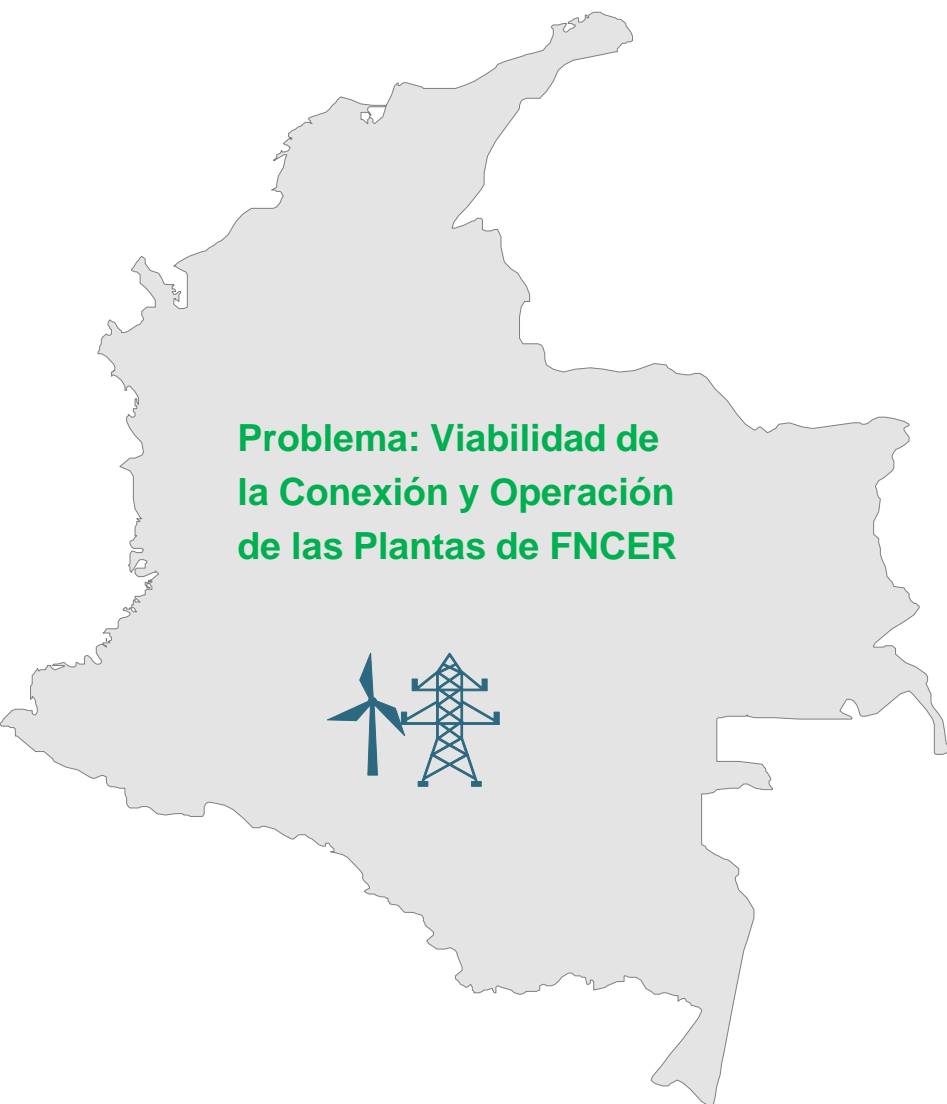 Problema: Viabilidad de
la Conexión y Operación
de las Plantas de FNCER